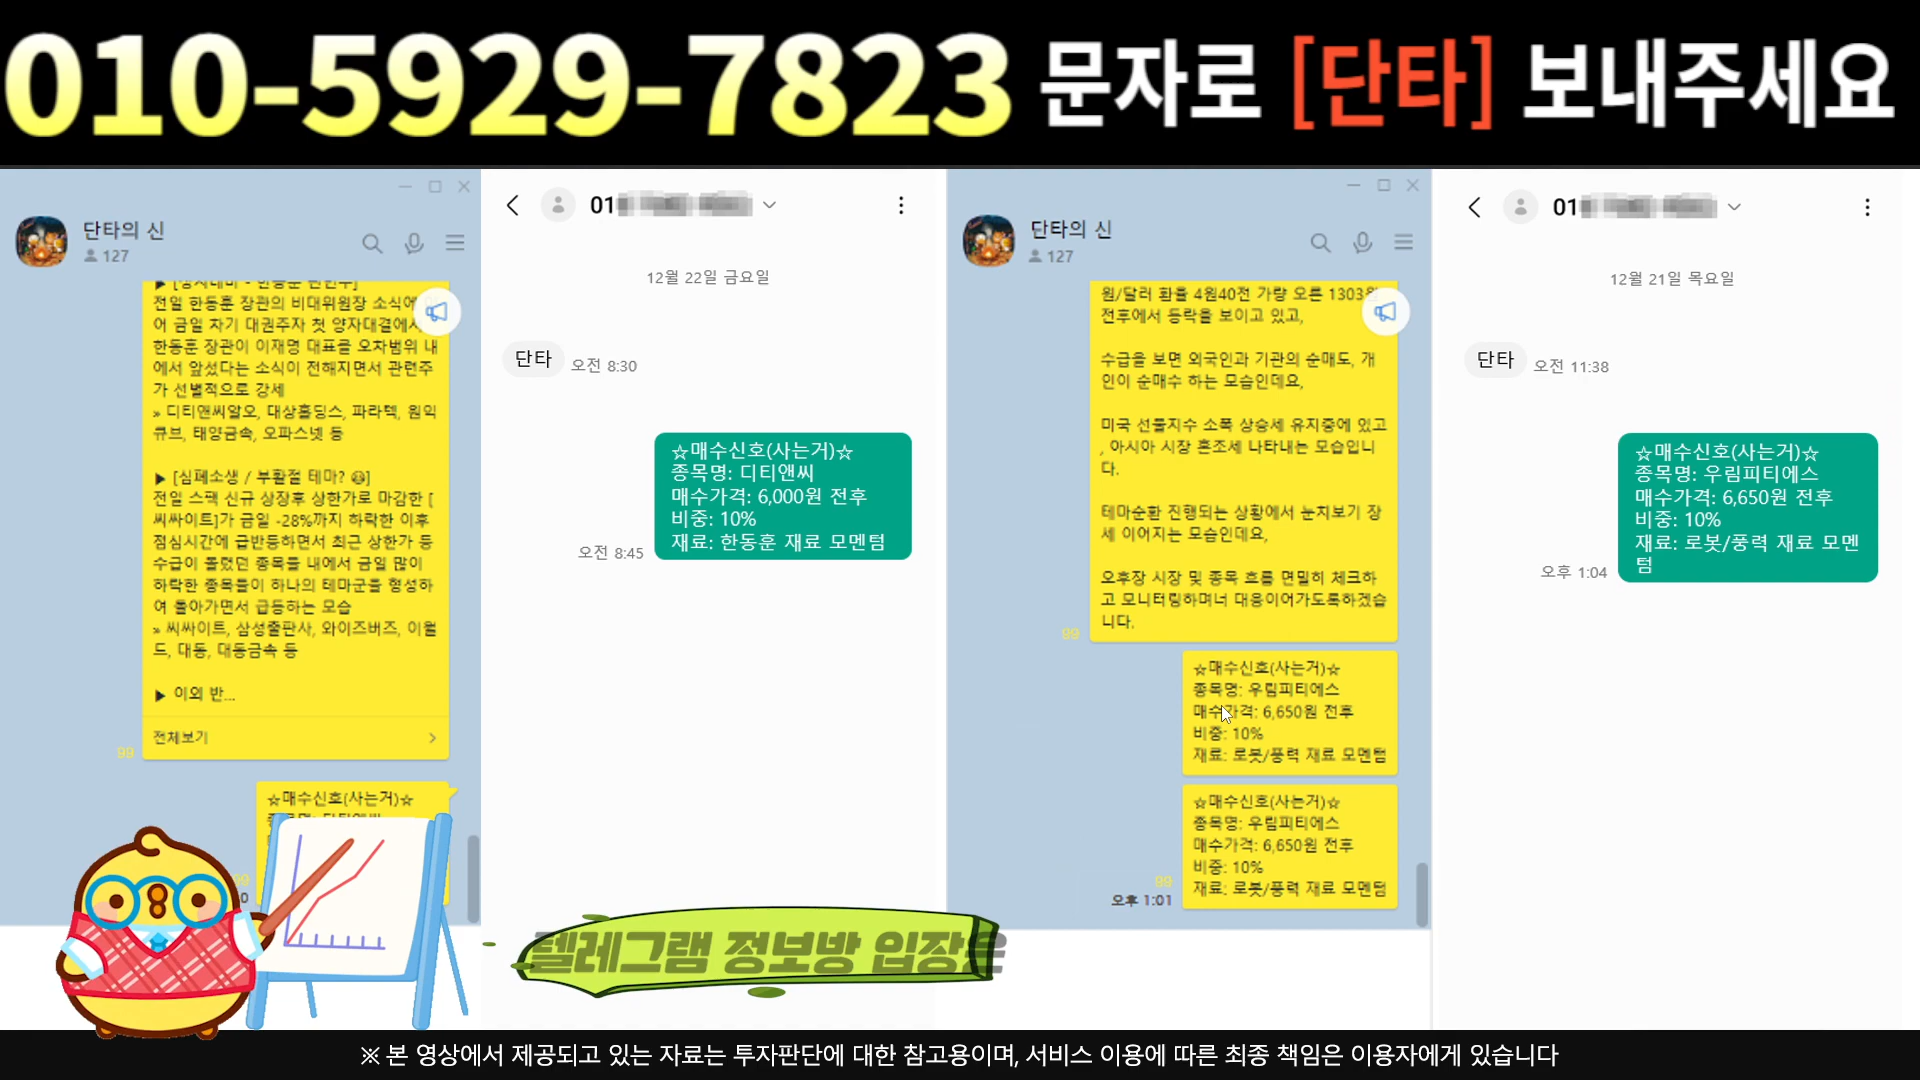 010-5929-7823 문자로 [단타] 보내주세요
단타의 신
127
전일 한동훈 장관의 비대위원장 소식에
어 금일 차기 대권주자 첫 양자대결에서
한동훈 장관이 이재명 대표를 오차범위 내
에서 앞섰다는 소식이 전해지면서 관련주
가 선별적으로 강세
» 디티앤씨알오, 대상홀딩스, 파라텍, 원익
큐브, 태양금속, 오파스넷 등
▶ [심폐소생 / 부활절 테마? 😂]
전일 스팩 신규 상장후 상한가로 마감한 [
씨싸이트]가 금일 -28%까지 하락한 이후
점심시간에 급반등하면서 최근 상한가 등
수급이 몰렸던 종목들 내에서 금일 많이
하락한 종목들이 하나의 테마군을 형성하
여 돌아가면서 급등하는 모습
» 씨싸이트, 삼성출판사, 와이즈버즈, 이월
드, 대동, 대동금속 등
▶ 이외 반...
전체보기
99
☆매수신호(사는거)☆
99
01
12월 22일 금요일
단타
오전 8:30
☆매수신호(사는거)☆
종목명: 디티앤씨
매수가격: 6,000원 전후
비중: 10%
재료: 한동훈 재료 모멘텀
오전 8:45
단타의 신
127
원/달러 환율 4원40전 가량 오른 1303원
전후에서 등락을 보이고 있고,
수급을 보면 외국인과 기관의 순매도, 개
인이 순매수 하는 모습인데요,
미국 선물지수 소폭 상승세 유지중에 있고
, 아시아 시장 혼조세 나타내는 모습입니
다.
테마순환 진행되는 상황에서 눈치보기 장
세 이어지는 모습인데요,
오후장 시장 및 종목 흐름 면밀히 체크하
고 모니터링하며너 대응이어가도록하겠습
니다.
99
☆매수신호(사는거)☆
종목명: 우림피티에스
매수가격: 6,650원 전후
비중: 10%
재료: 로봇/풍력 재료 모멘텀
☆매수신호(사는거)☆
종목명: 우림피티에스
매수가격: 6,650원 전후
비중: 10%
재료: 로봇/풍력 재료 모멘텀
99
오후 1:01
01
12월 21일 목요일
단타
오전 11:38
☆매수신호(사는거)☆
종목명: 우림피티에스
매수가격: 6,650원 전후
비중: 10%
재료: 로봇/풍력 재료 모멘
텀
오후 1:04
텔레그램 정보방 입장은
※ 본 영상에서 제공되고 있는 자료는 투자판단에 대한 참고용이며, 서비스 이용에 따른 최종 책임은 이용자에게 있습니다